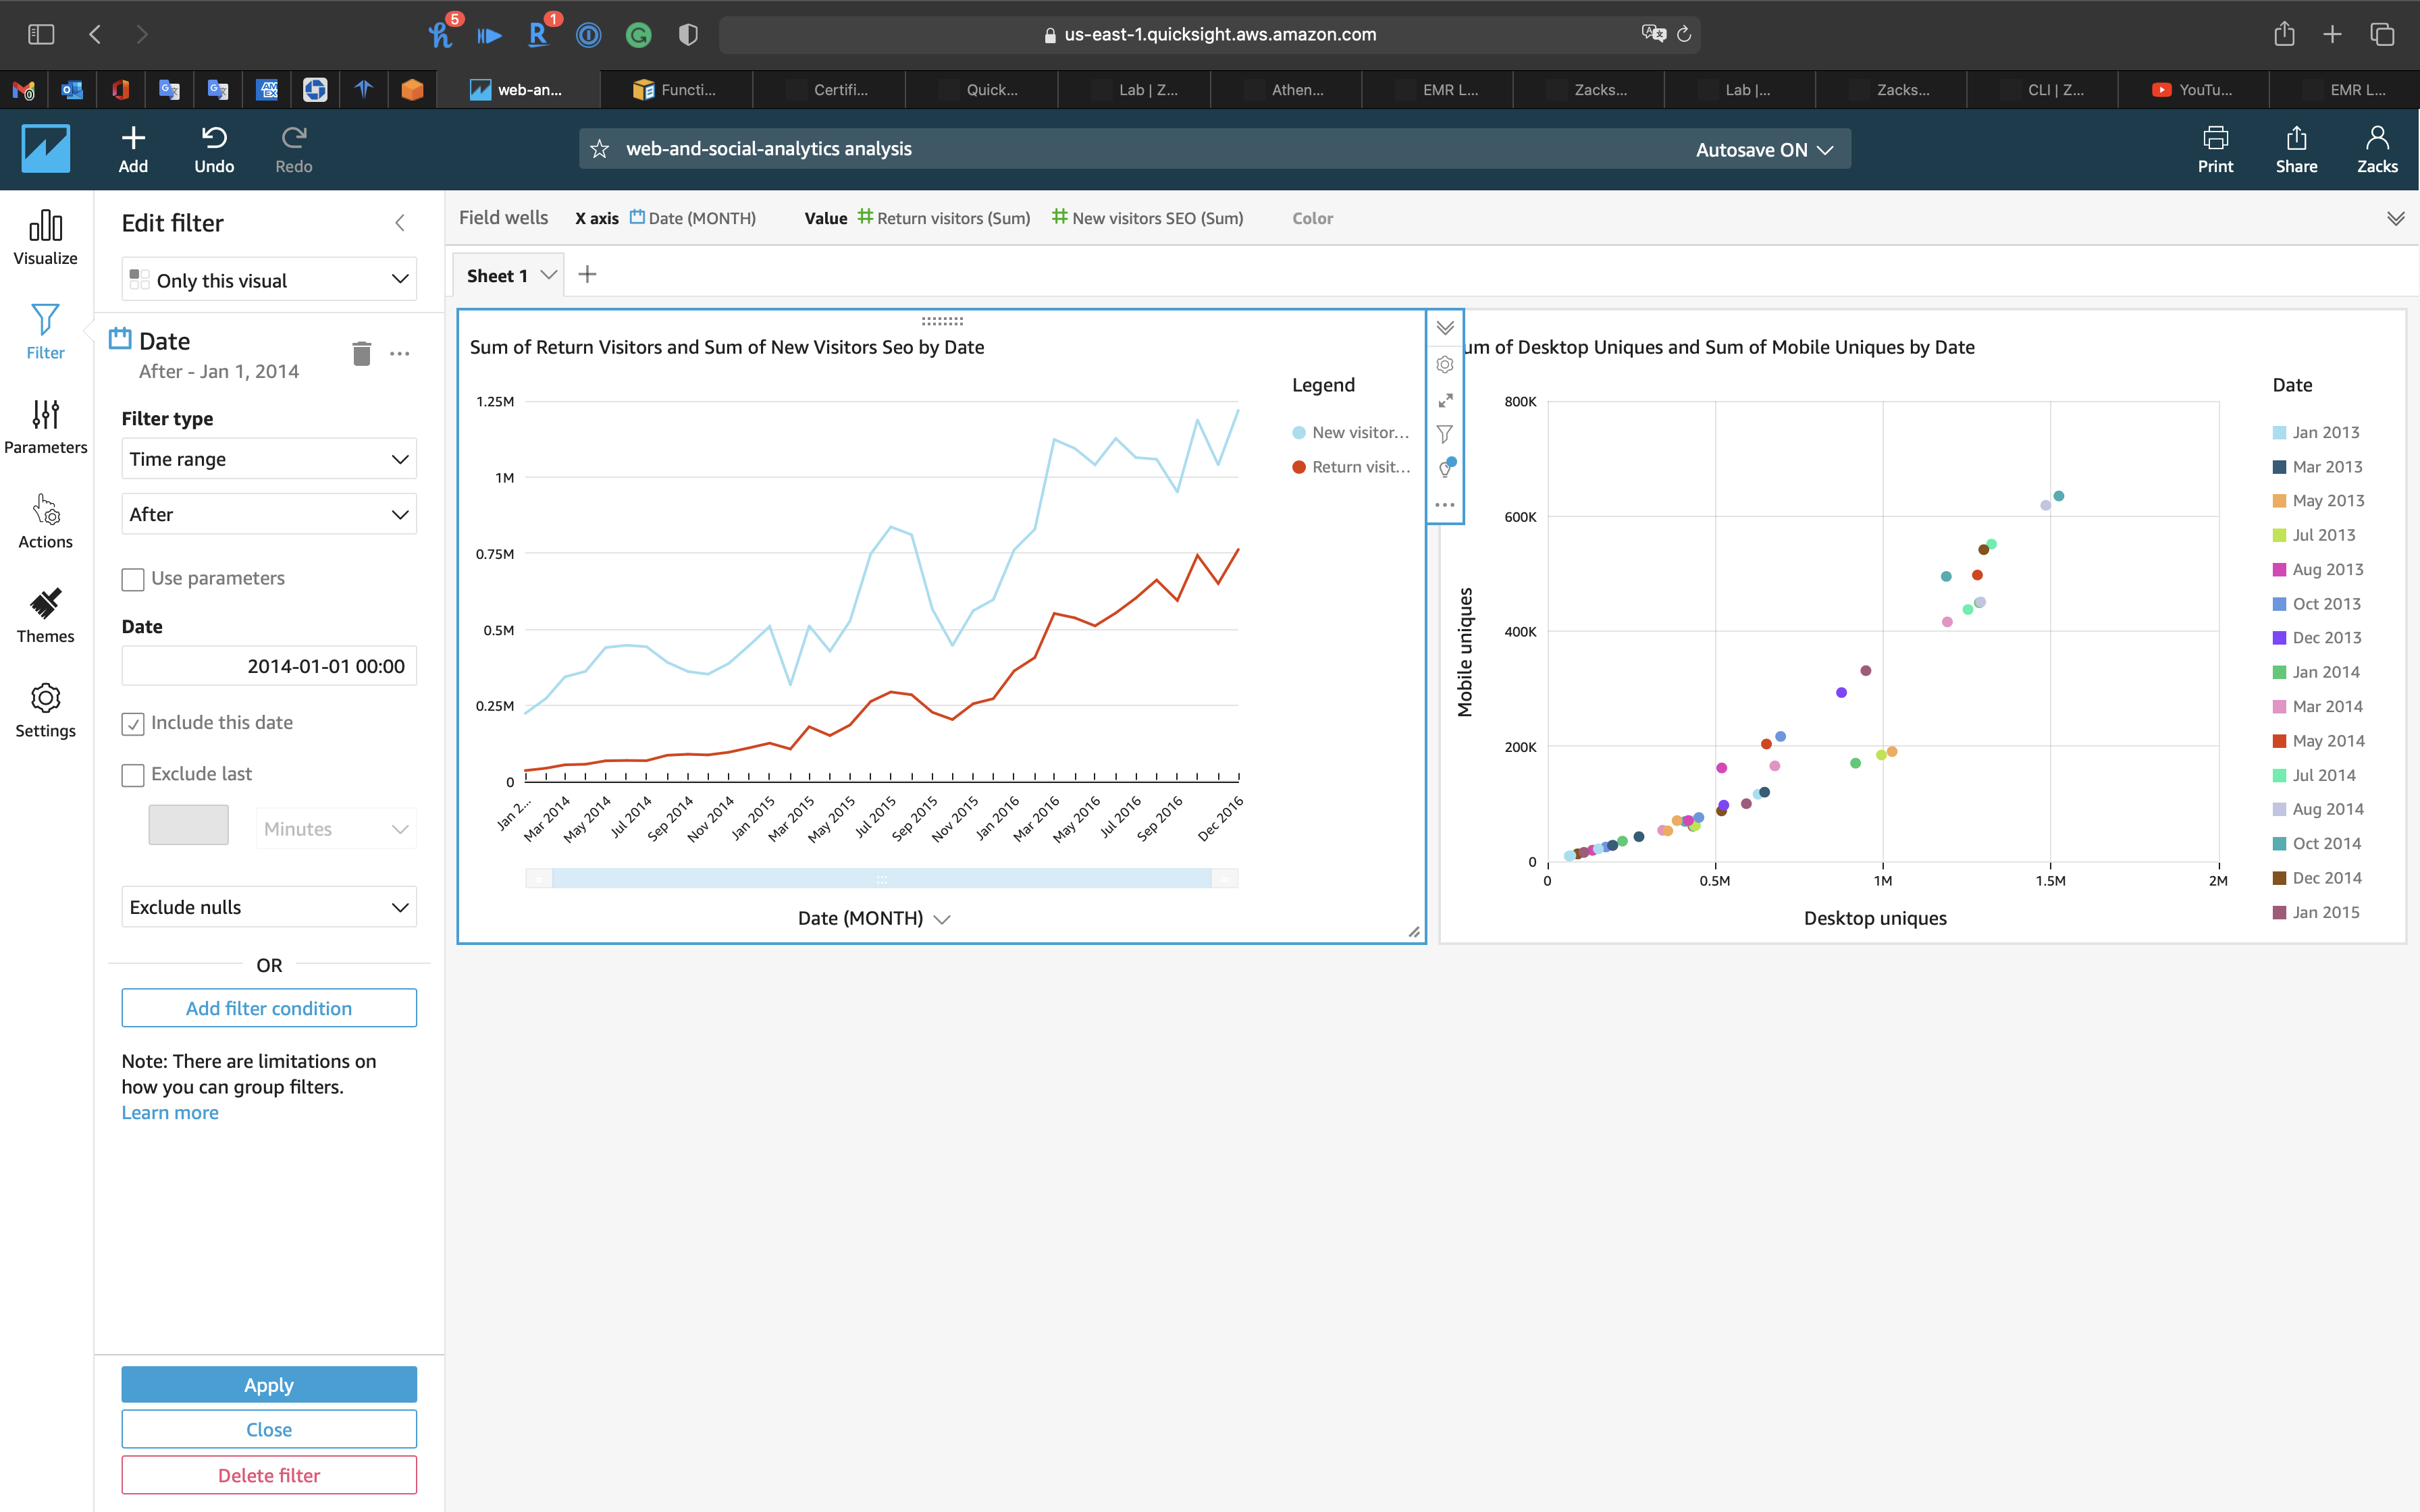 5
1
us-east-1.quicksight.aws.amazon.com
web-an...
Functi...
Certifi...
Quick...
Lab | Z...
Athen...
EMR L...
Zacks...
Lab |...
Zacks...
CLI | Z...
YouTu...
EMR L...
Add
Undo
Redo
web-and-social-analytics analysis
Autosave ON
Print
Share
Zacks
Visualize
Filter
Parameters
Actions
Themes
Settings
Edit filter
Only this visual
Date
After - Jan 1, 2014
Filter type
Time range
After
Use parameters
Date
2014-01-01 00:00
Include this date
Exclude last
Minutes
Exclude nulls
OR
Add filter condition
Note: There are limitations on
how you can group filters.
Learn more
Apply
Close
Delete filter
Field wells X axis Date (MONTH) Value Return visitors (Sum) New visitors SEO (Sum) Color
Sheet 1
Sum of Return Visitors and Sum of New Visitors Seo by Date
1.25M
1M
0.75M
0.5M
0.25M
0
Jan 2...
Mar 2014
May 2014
Jul 2014
Sep 2014
Nov 2014
Jan 2015
Mar 2015
May 2015
Jul 2015
Sep 2015
Nov 2015
Jan 2016
Mar 2016
May 2016
Jul 2016
Sep 2016
Dec 2016
Date (MONTH)
Legend
New visitor...
Return visit...
um of Desktop Uniques and Sum of Mobile Uniques by Date
Mobile uniques
800K
600K
400K
200K
0
0
0.5M
1M
1.5M
2M
Desktop uniques
Date
Jan 2013
Mar 2013
May 2013
Jul 2013
Aug 2013
Oct 2013
Dec 2013
Jan 2014
Mar 2014
May 2014
Jul 2014
Aug 2014
Oct 2014
Dec 2014
Jan 2015